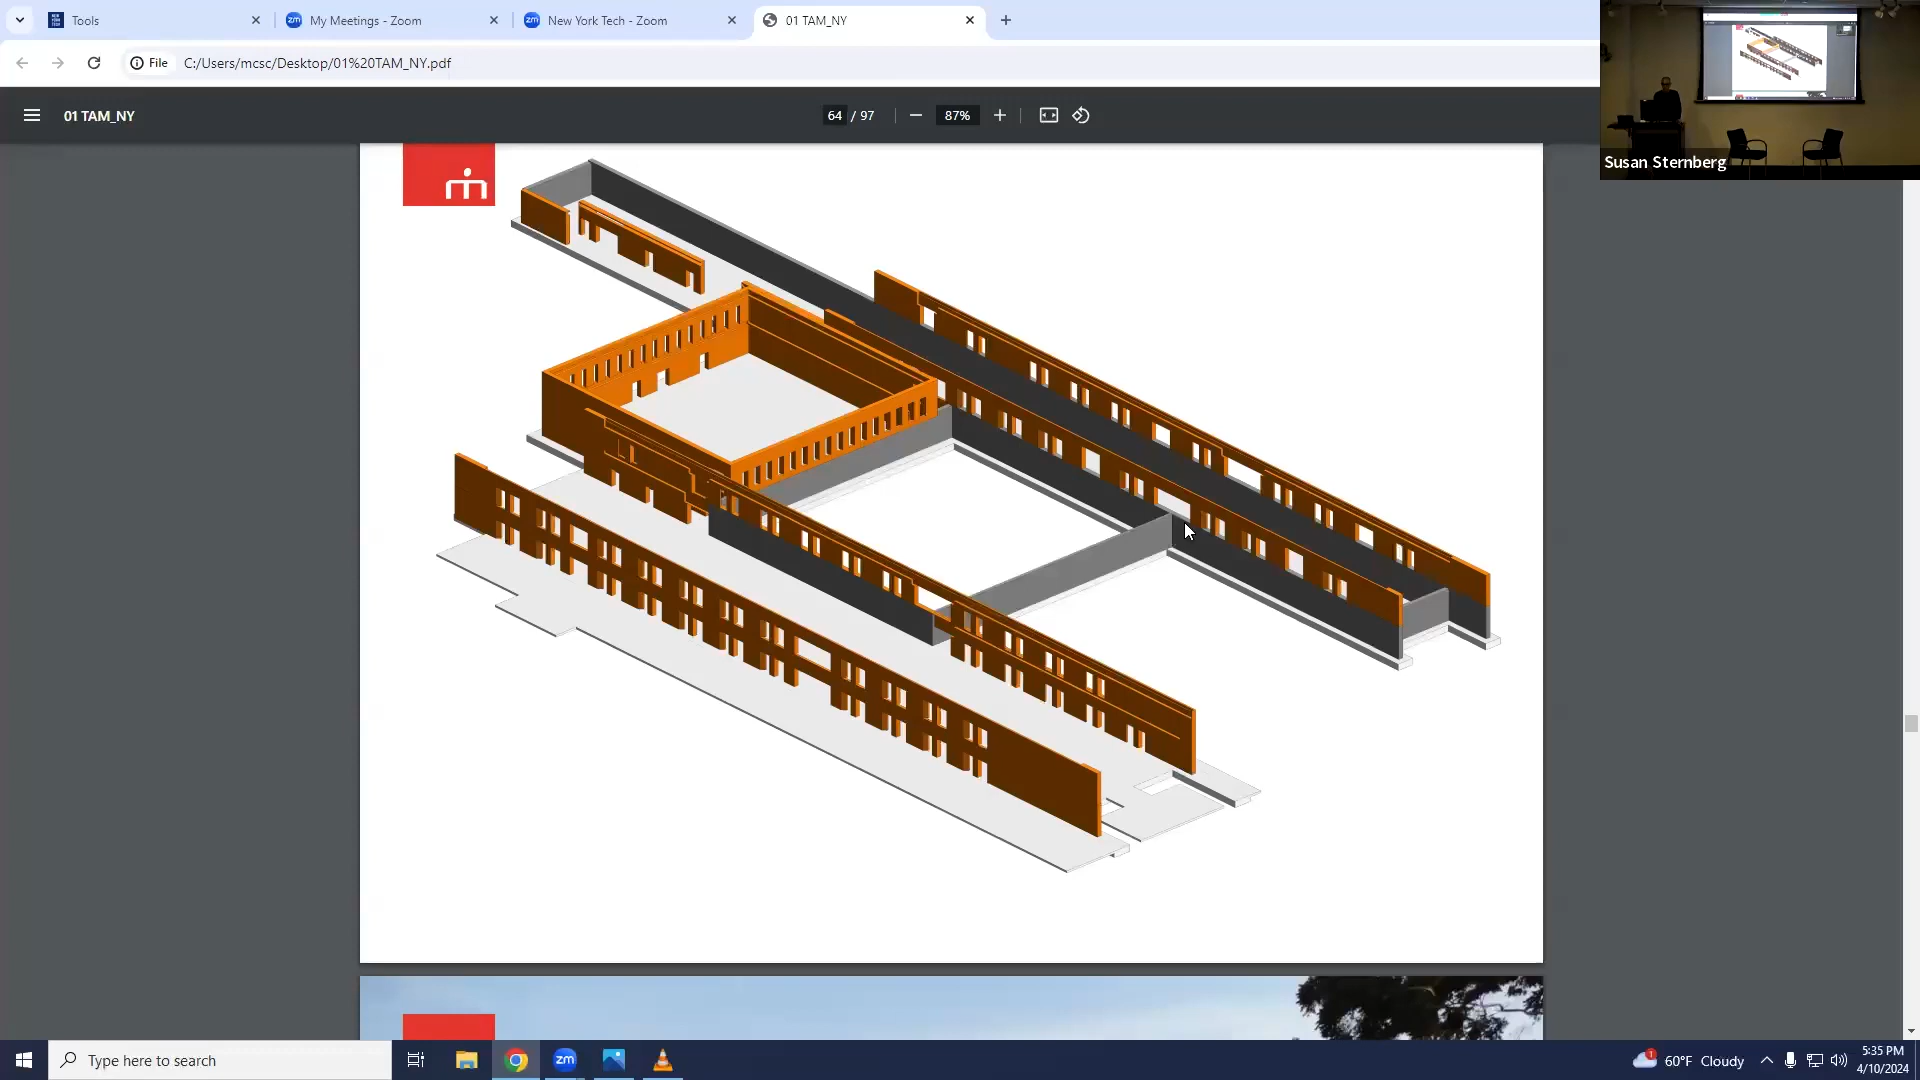 Tools
My Meetings - Zoom
New York Tech - Zoom
01 TAM_NY
File
C:/Users/mcsc/Desktop/01%20TAM_NY.pdf
01 TAM_NY
64 / 97
87%
Susan Sternberg
Type here to search
zm
60°F Cloudy
5:35 PM
4/10/2024